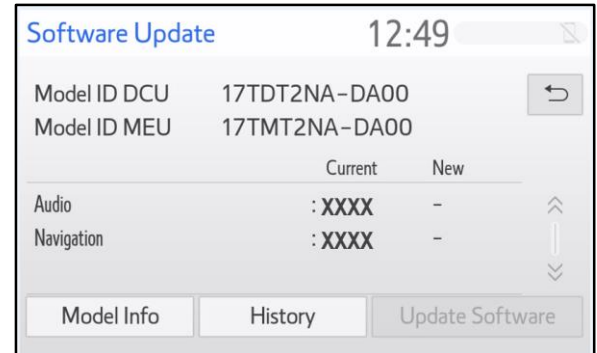 Software Update 12:49
Model ID DCU 17TDT2NA-DA00
Model ID MEU 17TMT2NA-DA00
Current New
Audio : XXXX -
Navigation : XXXX -
Model Info History Update Software